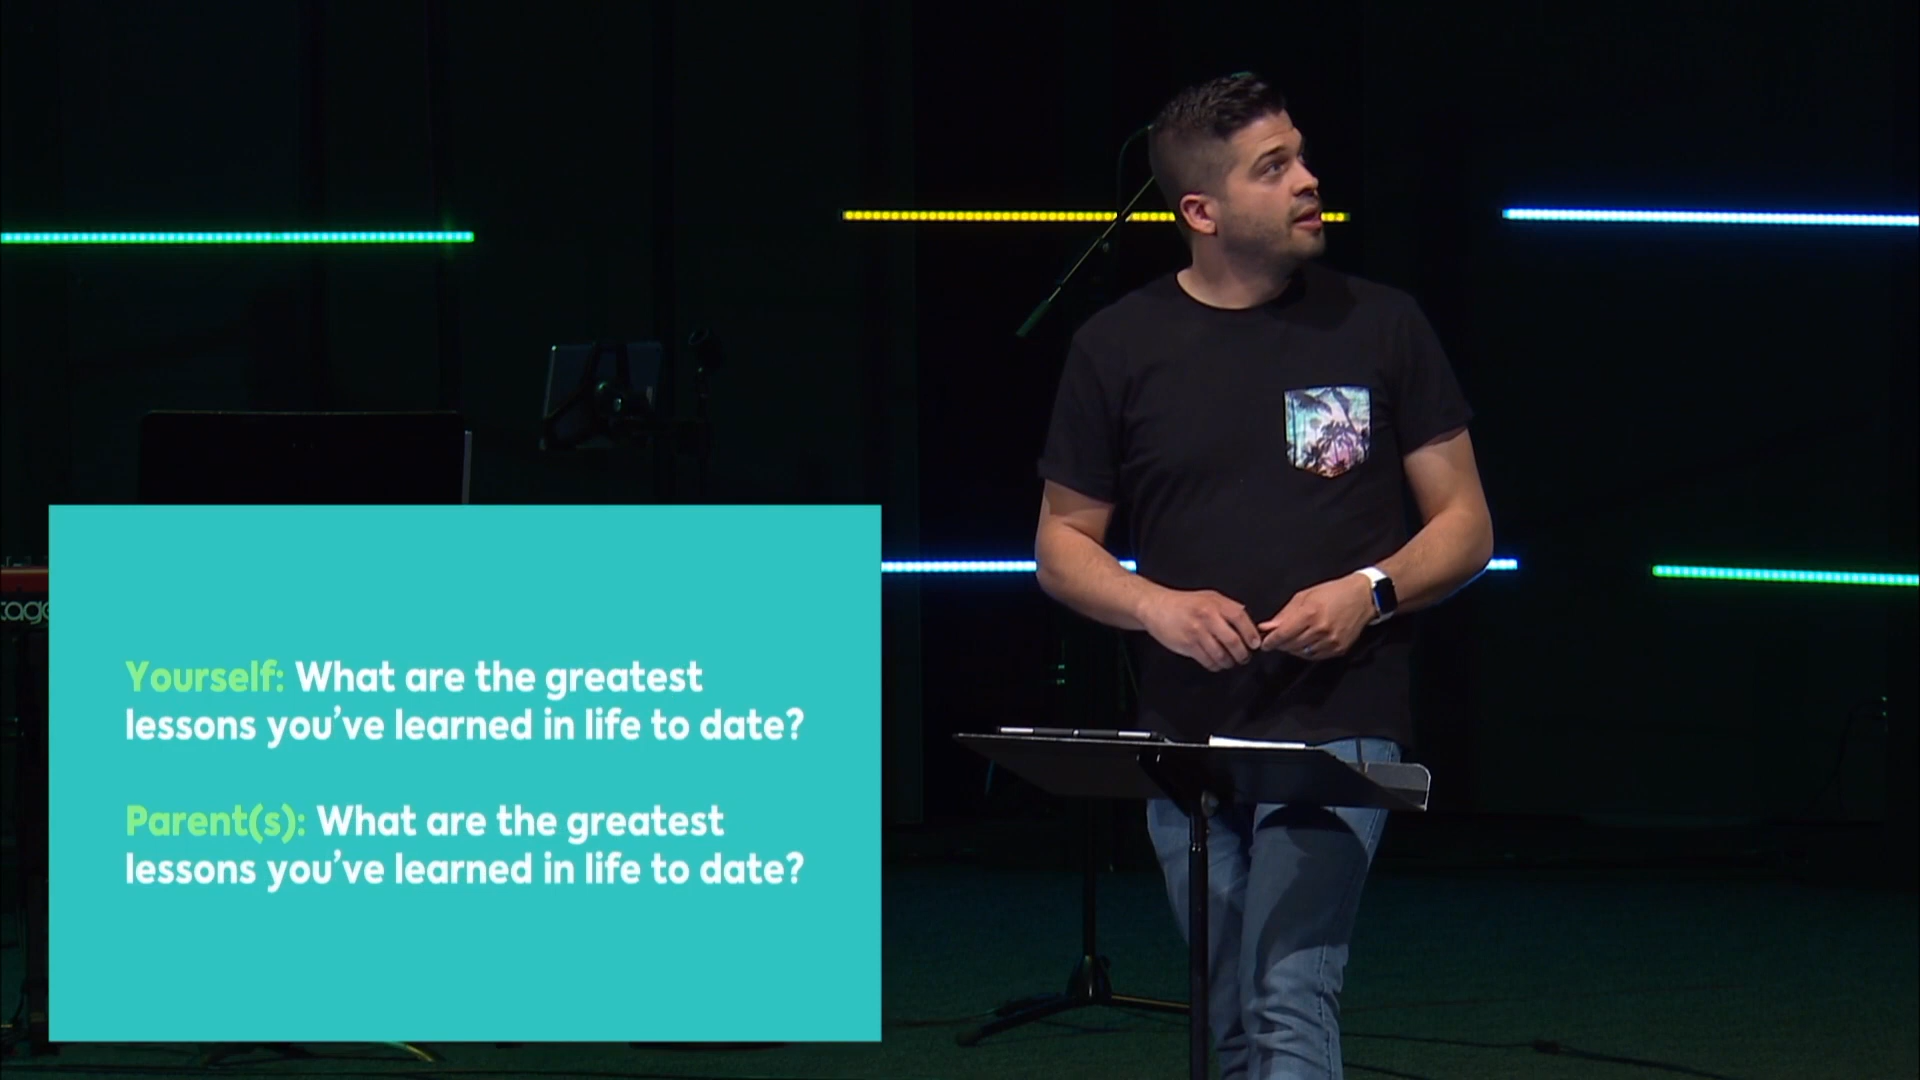 tage
Yourself: What are the greatest
lessons you've learned in life to date?
Parent(s): What are the greatest
lessons you've learned in life to date?